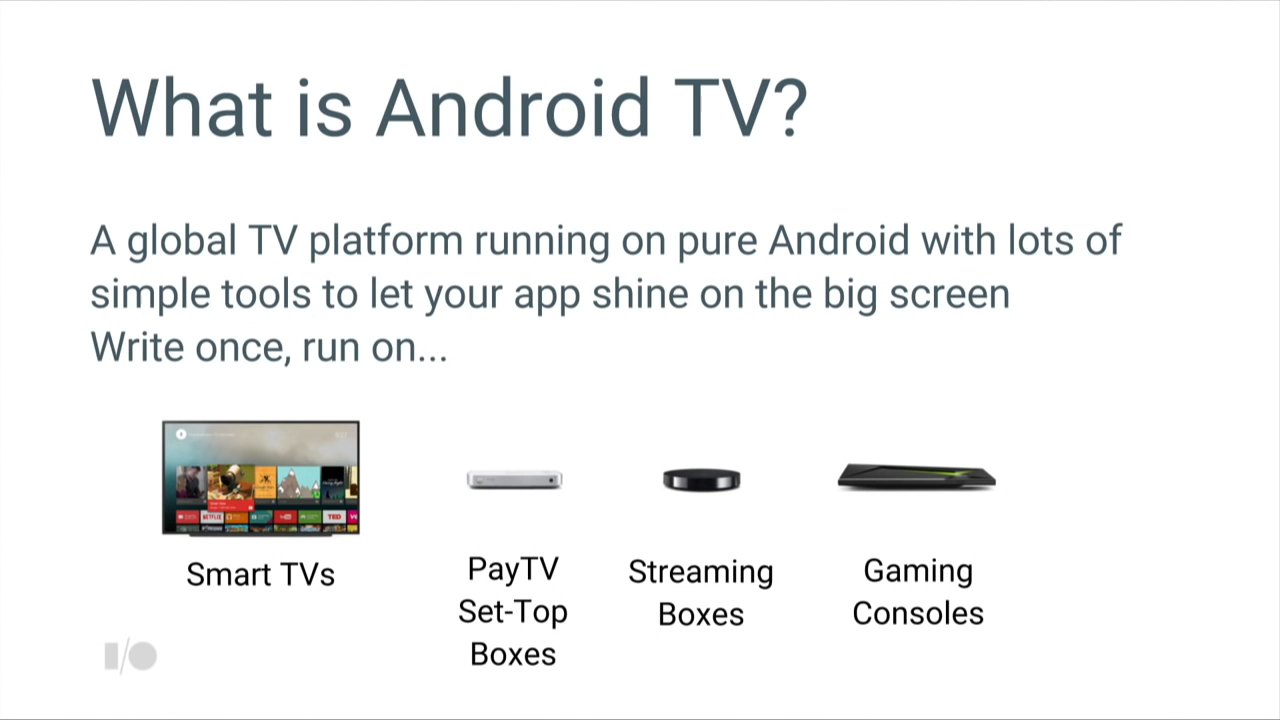 What is Android TV?
A global TV platform running on pure Android with lots of
simple tools to let your app shine on the big screen
Write once, run on...
NETFLIX
TED
Smart TVs
PayTV
Set-Top
Boxes
Streaming
Boxes
Gaming
Consoles
I/O